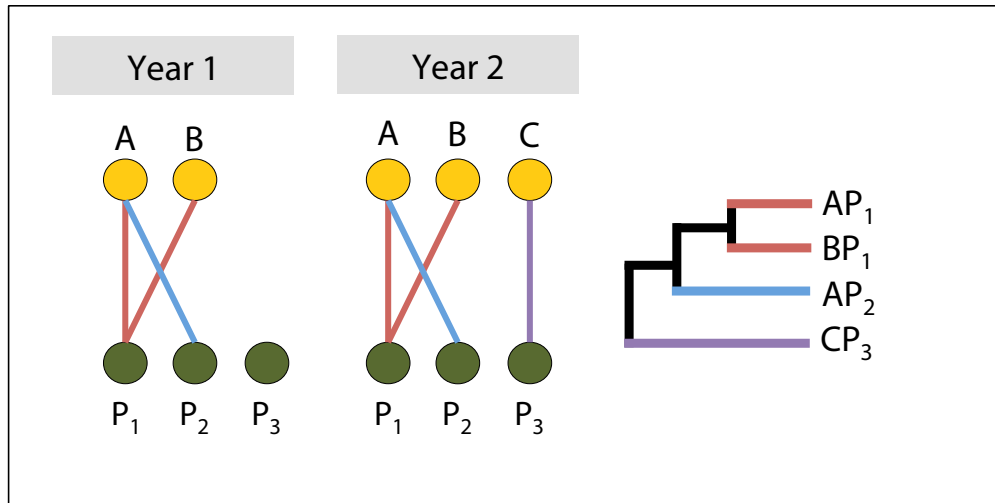 Year 1
Year 2
A B
A B C
P₁ P₂ P₃
P₁ P₂ P₃
AP₁
BP₁
AP₂
CP₃